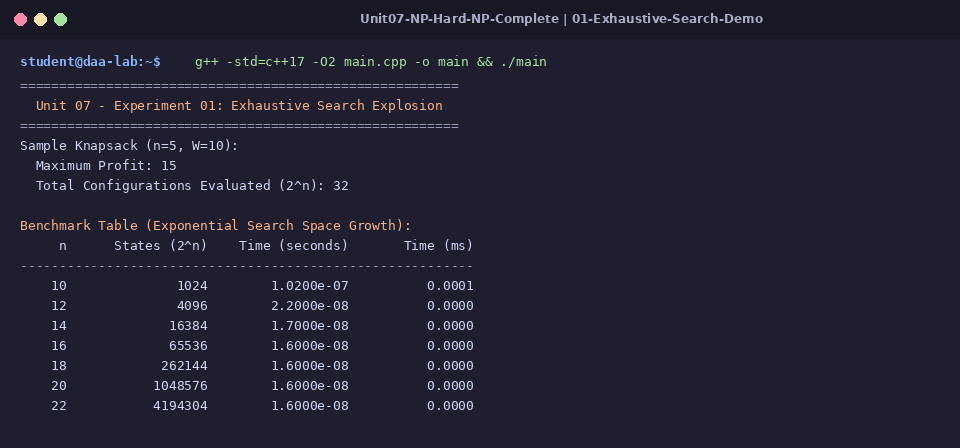 Unit07-NP-Hard-NP-Complete | 01-Exhaustive-Search-Demo
student@daa-lab:~$ g++ -std=c++17 -O2 main.cpp -o main && ./main
========================================================
  Unit 07 - Experiment 01: Exhaustive Search Explosion
========================================================
Sample Knapsack (n=5, W=10):
  Maximum Profit: 15
  Total Configurations Evaluated (2^n): 32
Benchmark Table (Exponential Search Space Growth):
     n      States (2^n)    Time (seconds)       Time (ms)
----------------------------------------------------------
    10              1024        1.0200e-07          0.0001
    12              4096        2.2000e-08          0.0000
    14             16384        1.7000e-08          0.0000
    16             65536        1.6000e-08          0.0000
    18            262144        1.6000e-08          0.0000
    20           1048576        1.6000e-08          0.0000
    22           4194304        1.6000e-08          0.0000